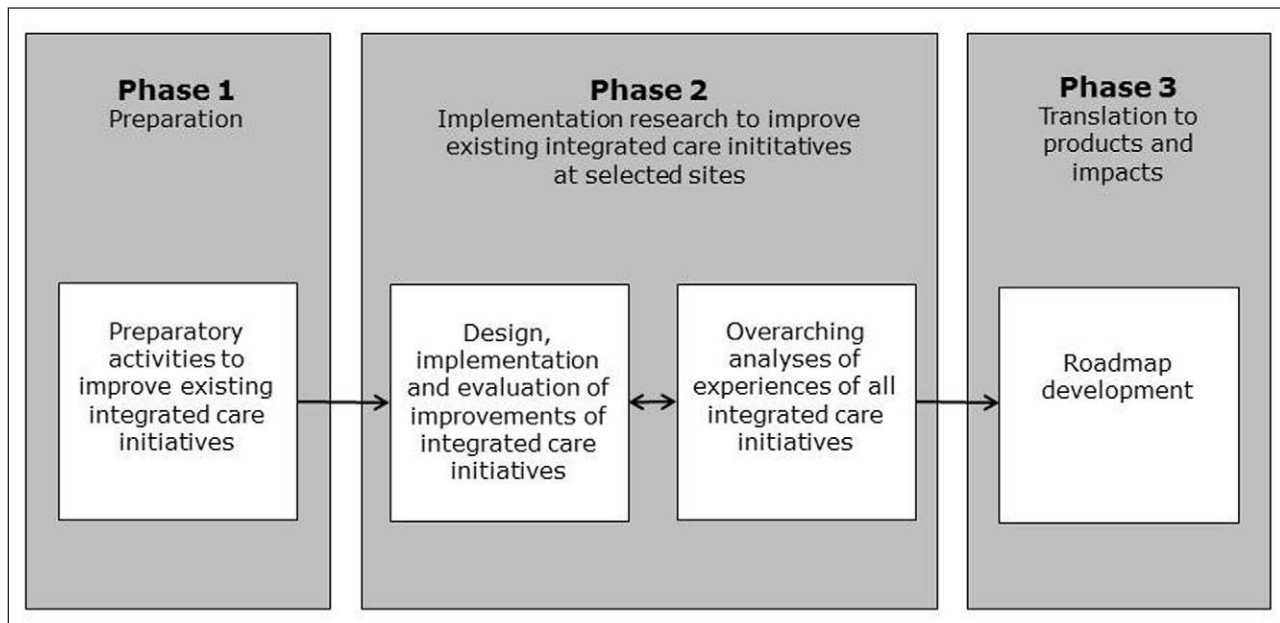 Phase 1
Preparation
Preparatory
activities to
improve existing
integrated care
initiatives
Phase 2
Implementation research to improve
existing integrated care inititatives
at selected sites
Design,
implementation
and evaluation of
improvements of
integrated care
initiatives
Overarching
analyses of
experiences of all
integrated care
initiatives
Phase 3
Translation to
products and
impacts
Roadmap
development